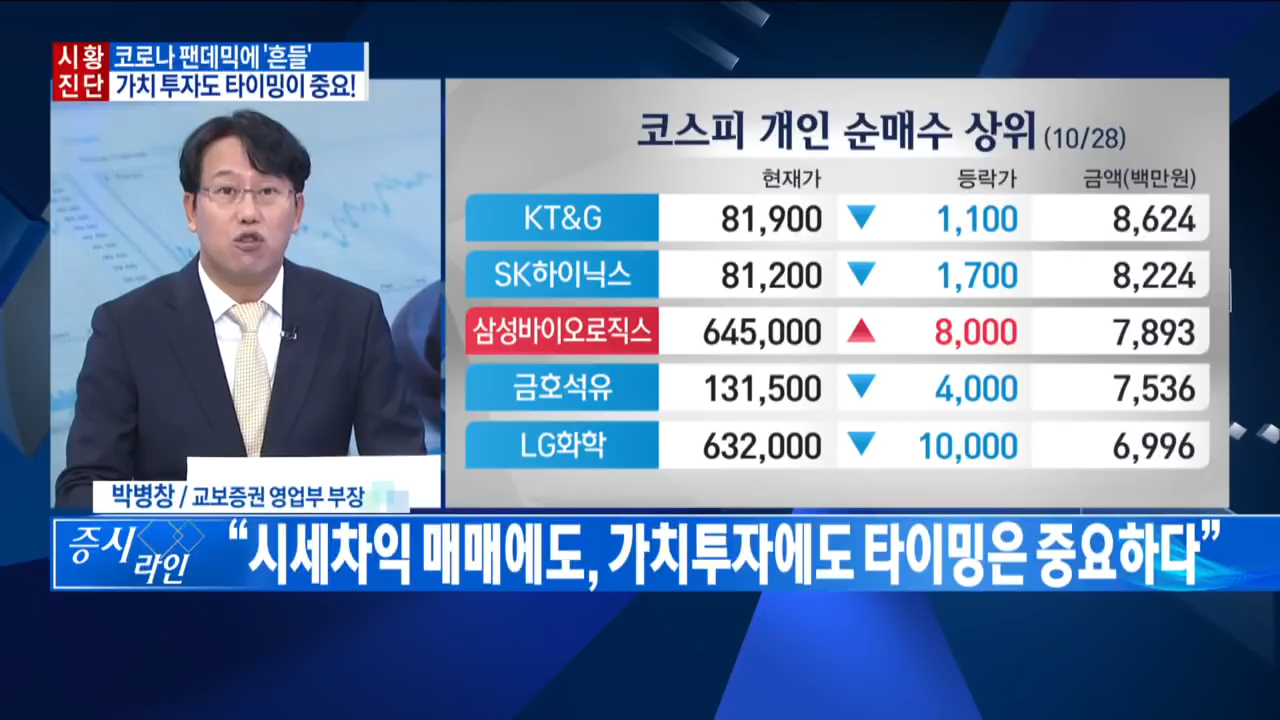 시황
진단
코로나 팬데믹에 '흔들'
가치 투자도 타이밍이 중요!
코스피 개인 순매수 상위 (10/28)
현재가 등락가 금액(백만원)
KT&G 81,900 ▼ 1,100 8,624
SK하이닉스 81,200 ▼ 1,700 8,224
삼성바이오로직스 645,000 ▲ 8,000 7,893
금호석유 131,500 ▼ 4,000 7,536
LG화학 632,000 ▼ 10,000 6,996
박병창 / 교보증권 영업부 부장
증시
라인
“시세차익 매매에도, 가치투자에도 타이밍은 중요하다”